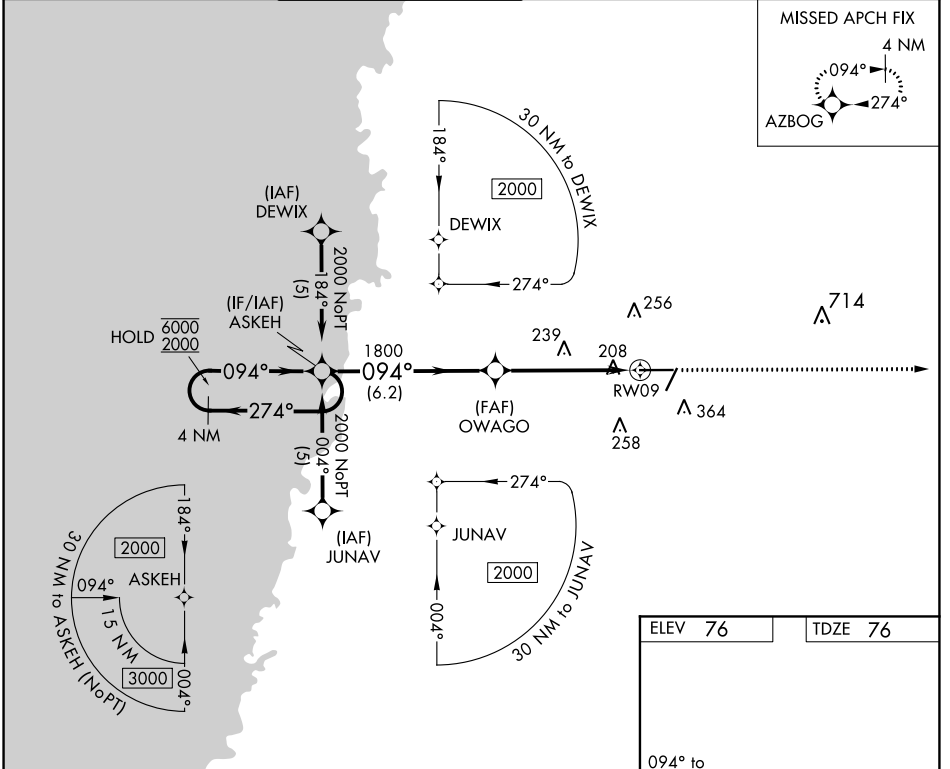 MISSED APCH FIX
4 NM
094°
274°
AZBOG
30 NM to DEWIX
184°
2000
DEWIX
274°
(IAF)
DEWIX
2000 NoPT
184°
(5)
(IF/IAF)
ASKEH
HOLD 6000
2000
094°
274°
4 NM
1800
094°
(6.2)
(FAF)
OWAGO
239
256
208
RW09
714
364
258
2000 NoPT
004°
(5)
(IAF)
JUNAV
274°
JUNAV
2000
004°
30 NM to JUNAV
184°
2000
ASKEH
094°
15 NM
3000
004°
30 NM to ASKEH (NoPT)
ELEV 76
TDZE 76
094° to